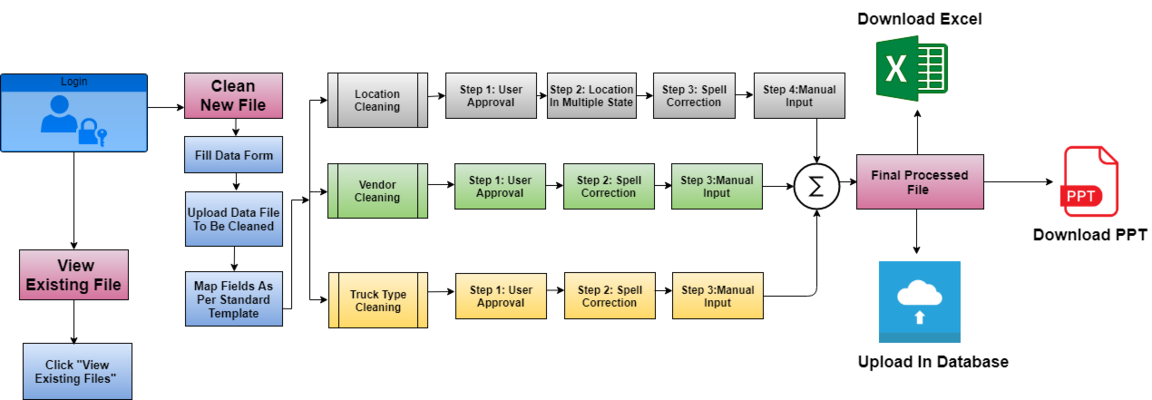 Login
View
Existing File
Click "View
Existing Files"
Clean
New File
Fill Data Form
Upload Data File
To Be Cleaned
Map Fields As
Per Standard
Template
Location
Cleaning
Step 1: User
Approval
Step 2: Location
In Multiple State
Step 3: Spell
Correction
Step 4:Manual
Input
Vendor
Cleaning
Step 1: User
Approval
Step 2: Spell
Correction
Step 3:Manual
Input
Truck Type
Cleaning
Step 1: User
Approval
Step 2: Spell
Correction
Step 3:Manual
Input
Σ
Final Processed
File
Download Excel
X
PPT
Download PPT
Upload In Database